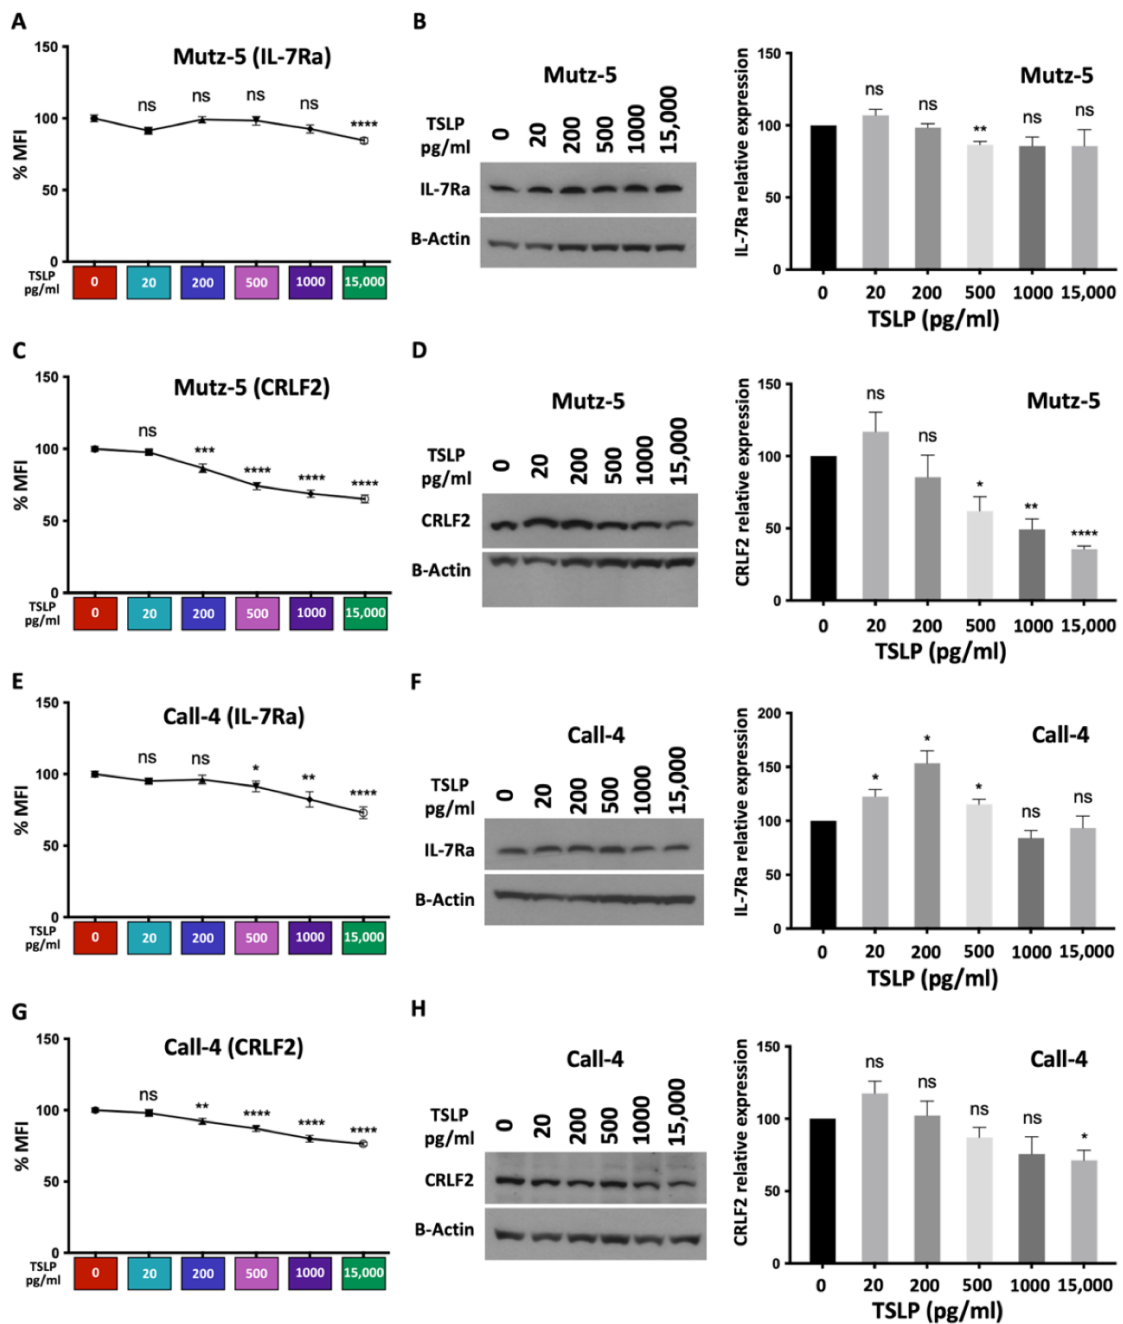 A
Mutz-5 (IL-7Ra)
% MFI
150
100
50
0
ns
ns
ns
ns
****
TSLP
pg/ml
0
20
200
500
1000
15,000
B
Mutz-5
TSLP
pg/ml
0
20
200
500
1000
15,000
IL-7Ra
B-Actin
Mutz-5
IL-7Ra relative expression
150
100
50
0
ns
ns
**
ns
ns
0
20
200
500
1000
15,000
TSLP (pg/ml)
C
Mutz-5 (CRLF2)
% MFI
150
100
50
0
ns
***
****
****
****
TSLP
pg/ml
0
20
200
500
1000
15,000
D
Mutz-5
TSLP
pg/ml
0
20
200
500
1000
15,000
CRLF2
B-Actin
Mutz-5
CRLF2 relative expression
150
100
50
0
ns
ns
*
**
****
0
20
200
500
1000
15,000
TSLP (pg/ml)
E
Call-4 (IL-7Ra)
% MFI
150
100
50
0
ns
ns
*
**
****
TSLP
pg/ml
0
20
200
500
1000
15,000
F
Call-4
TSLP
pg/ml
0
20
200
500
1000
15,000
IL-7Ra
B-Actin
Call-4
IL-7Ra relative expression
200
150
100
50
0
*
*
*
ns
ns
0
20
200
500
1000
15,000
TSLP (pg/ml)
G
Call-4 (CRLF2)
% MFI
150
100
50
0
ns
**
****
****
****
TSLP
pg/ml
0
20
200
500
1000
15,000
H
Call-4
TSLP
pg/ml
0
20
200
500
1000
15,000
CRLF2
B-Actin
Call-4
CRLF2 relative expression
150
100
50
0
ns
ns
ns
ns
*
0
20
200
500
1000
15,000
TSLP (pg/ml)